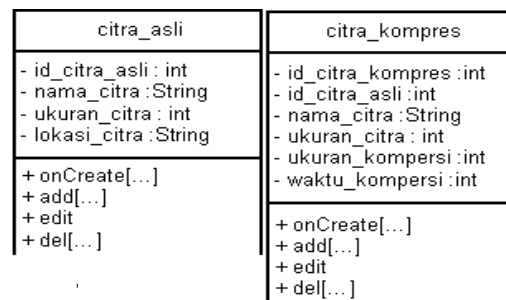 citra_asli
- id_citra_asli : int
- nama_citra :String
- ukuran_citra : int
- lokasi_citra :String
+ onCreate[...]
+ add[...]
+ edit
+ del[...]
citra_kompres
- id_citra_kompres :int
- id_citra_asli :int
- nama_citra :String
- ukuran_citra : int
- ukuran_kompersi :int
- waktu_kompersi :int
+ onCreate[...]
+ add[...]
+ edit
+ del[...]